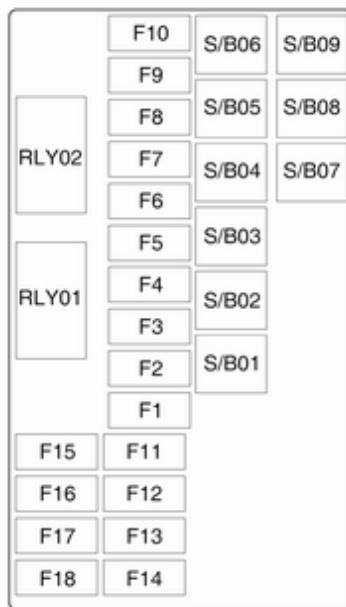 F10 S/B06 S/B09
F9
F8 S/B05 S/B08
RLY02 F7 S/B04 S/B07
F6
F5 S/B03
F4
RLY01 F3 S/B02
F2 S/B01
F1
F15 F11
F16 F12
F17 F13
F18 F14